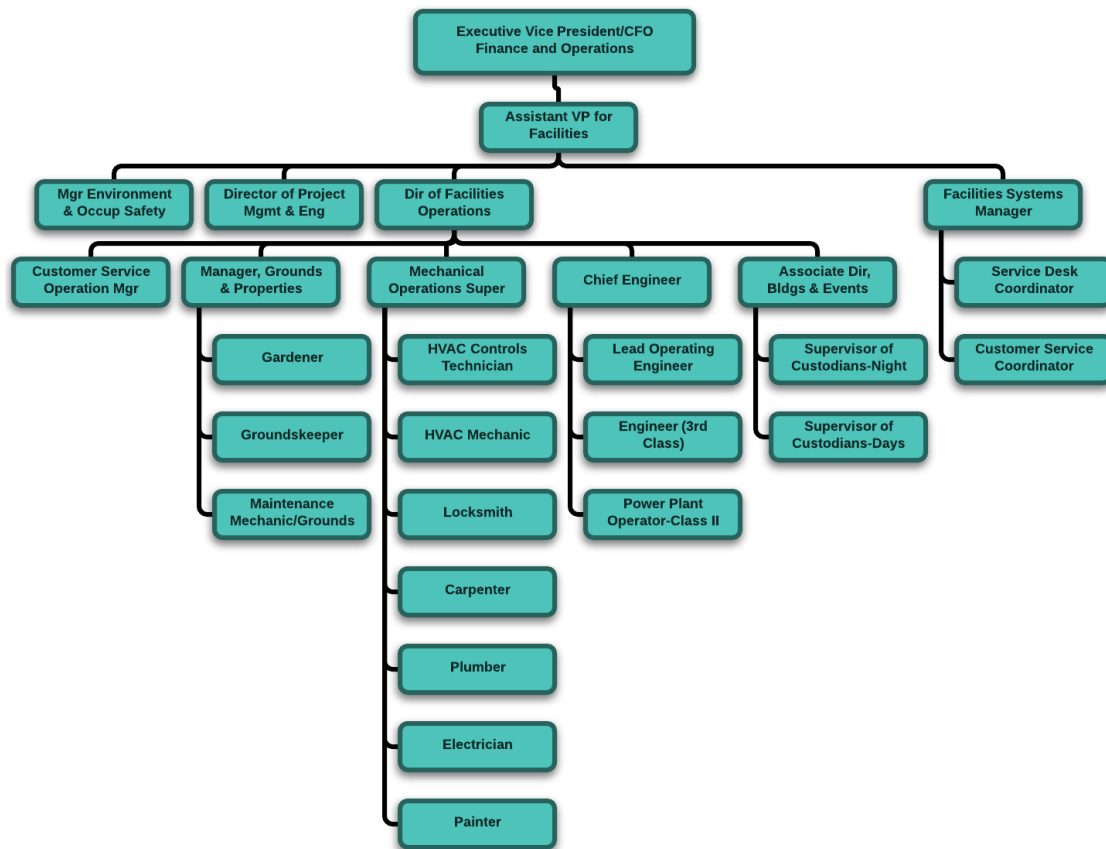 Executive Vice President/CFO
Finance and Operations
Assistant VP for
Facilities
Mgr Environment
& Occup Safety
Director of Project
Mgmt & Eng
Dir of Facilities
Operations
Facilities Systems
Manager
Customer Service
Operation Mgr
Manager, Grounds
& Properties
Mechanical
Operations Super
Chief Engineer
Associate Dir,
Bldgs & Events
Service Desk
Coordinator
Gardener
HVAC Controls
Technician
Lead Operating
Engineer
Supervisor of
Custodians-Night
Customer Service
Coordinator
Groundskeeper
HVAC Mechanic
Engineer (3rd
Class)
Supervisor of
Custodians-Days
Maintenance
Mechanic/Grounds
Locksmith
Power Plant
Operator-Class II
Carpenter
Plumber
Electrician
Painter